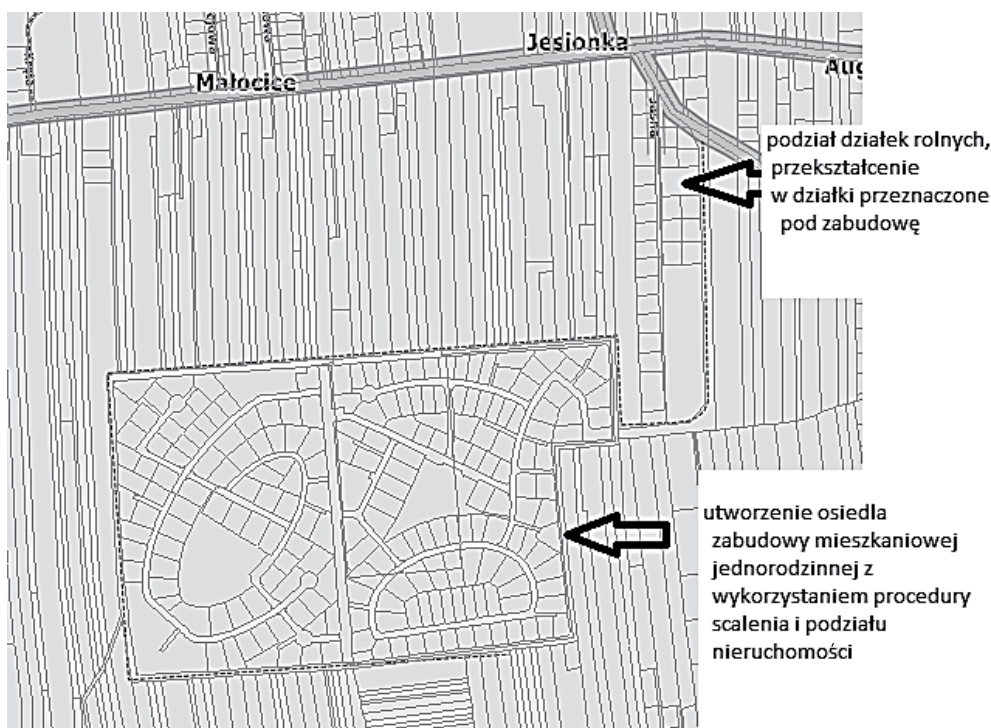 Jesionka
Małocice
Aug
podział działek rolnych,
przekształcenie
w działki przeznaczone
pod zabudowę
utworzenie osiedla
zabudowy mieszkaniowej
jednorodzinnej z
wykorzystaniem procedury
scalenia i podziału
nieruchomości